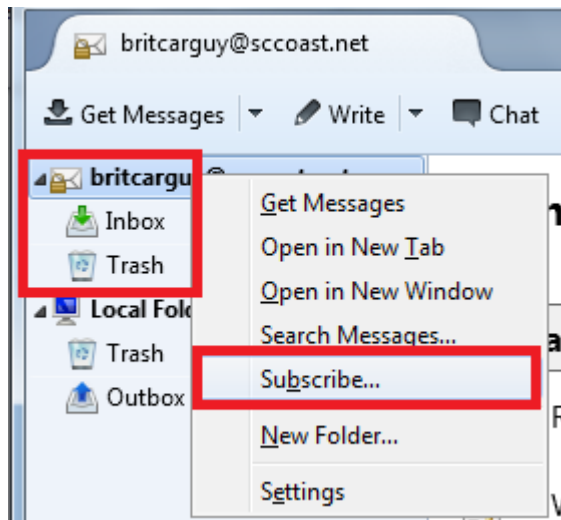 britcarguy@sccoast.net
Get Messages Write Chat
britcargu
Inbox
Trash
Local Fol
Trash
Outbox
Get Messages
Open in New Tab
Open in New Window
Search Messages...
Subscribe...
New Folder...
Settings